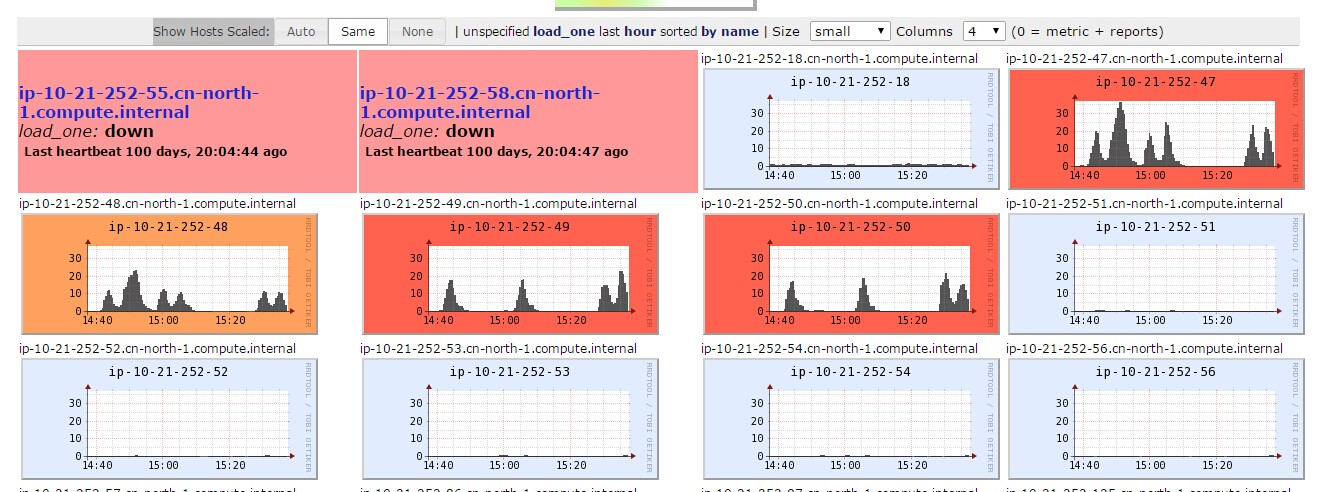 Show Hosts Scaled: Auto Same None | unspecified load_one last hour sorted by name | Size small Columns 4 (0 = metric + reports)
ip-10-21-252-55.cn-north-
1.compute.internal
load_one: down
Last heartbeat 100 days, 20:04:44 ago
ip-10-21-252-58.cn-north-
1.compute.internal
load_one: down
Last heartbeat 100 days, 20:04:47 ago
ip-10-21-252-18.cn-north-1.compute.internal
ip-10-21-252-18
RRDTOOL / TOBI OETIKER
30
20
10
0
14:40 15:00 15:20
ip-10-21-252-47.cn-north-1.compute.internal
ip-10-21-252-47
RRDTOOL / TOBI OETIKER
30
20
10
0
14:40 15:00 15:20
ip-10-21-252-48.cn-north-1.compute.internal
ip-10-21-252-48
RRDTOOL / TOBI OETIKER
30
20
10
0
14:40 15:00 15:20
ip-10-21-252-49.cn-north-1.compute.internal
ip-10-21-252-49
RRDTOOL / TOBI OETIKER
30
20
10
0
14:40 15:00 15:20
ip-10-21-252-50.cn-north-1.compute.internal
ip-10-21-252-50
RRDTOOL / TOBI OETIKER
30
20
10
0
14:40 15:00 15:20
ip-10-21-252-51.cn-north-1.compute.internal
ip-10-21-252-51
RRDTOOL / TOBI OETIKER
30
20
10
0
14:40 15:00 15:20
ip-10-21-252-52.cn-north-1.compute.internal
ip-10-21-252-52
RRDTOOL / TOBI OETIKER
30
20
10
0
14:40 15:00 15:20
ip-10-21-252-53.cn-north-1.compute.internal
ip-10-21-252-53
RRDTOOL / TOBI OETIKER
30
20
10
0
14:40 15:00 15:20
ip-10-21-252-54.cn-north-1.compute.internal
ip-10-21-252-54
RRDTOOL / TOBI OETIKER
30
20
10
0
14:40 15:00 15:20
ip-10-21-252-56.cn-north-1.compute.internal
ip-10-21-252-56
RRDTOOL / TOBI OETIKER
30
20
10
0
14:40 15:00 15:20